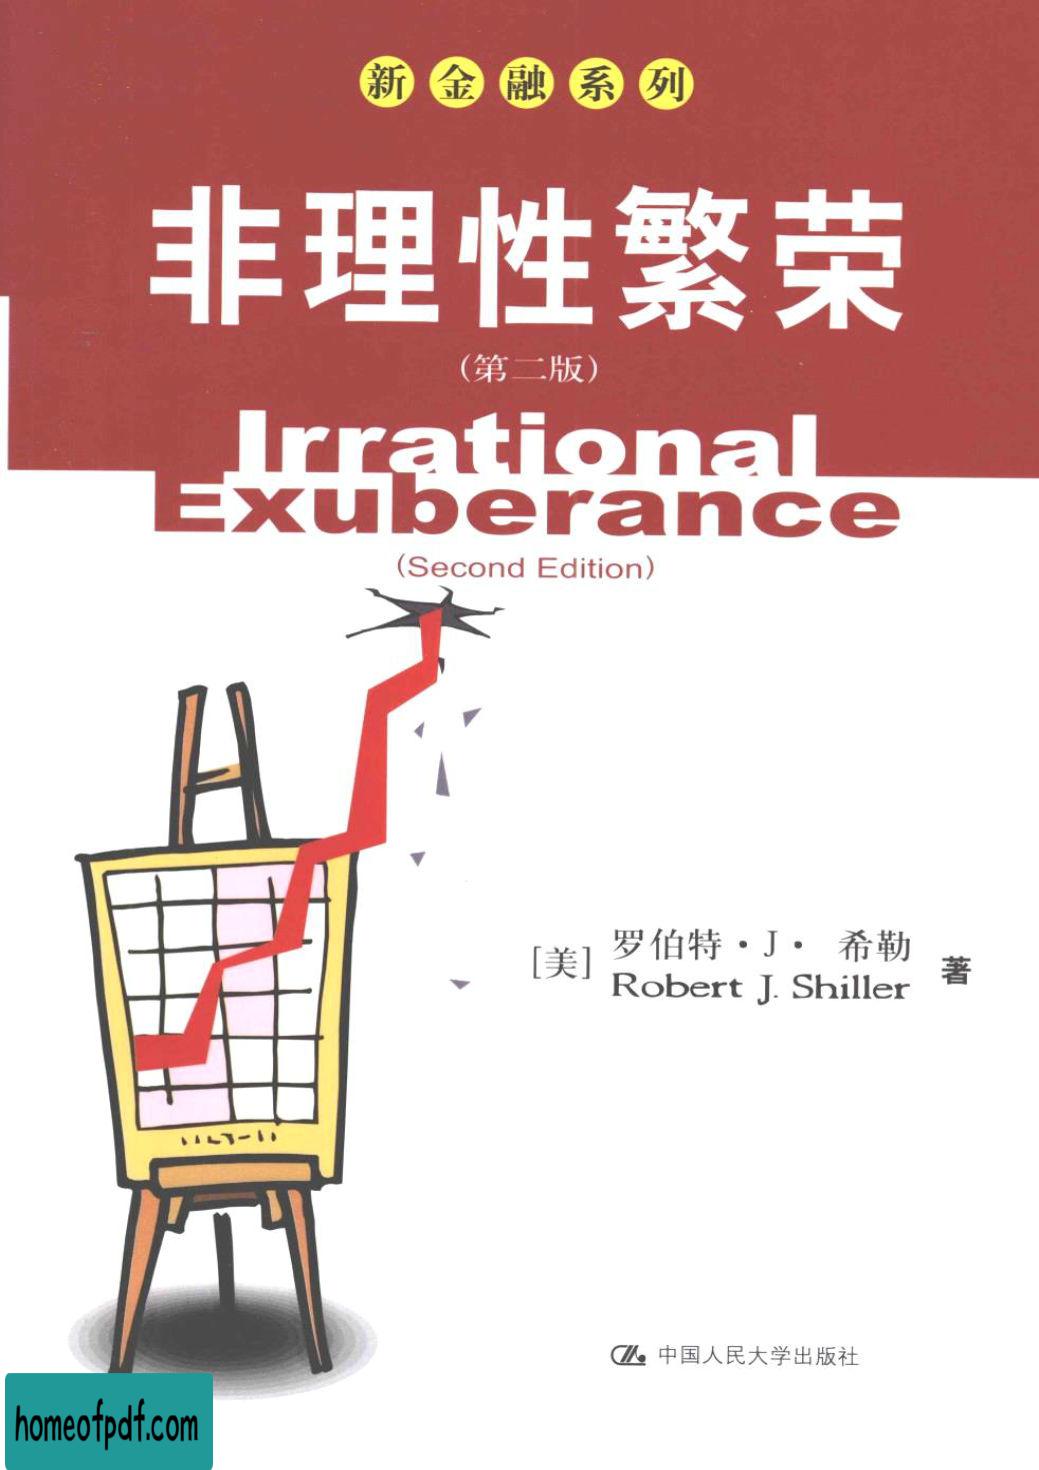 新金融系列
非理性繁荣
(第二版)
Irrational
Exuberance
(Second Edition)
[美] 罗伯特·J· 希勒 著
Robert J. Shiller
中国人民大学出版社
homeofpdf.com